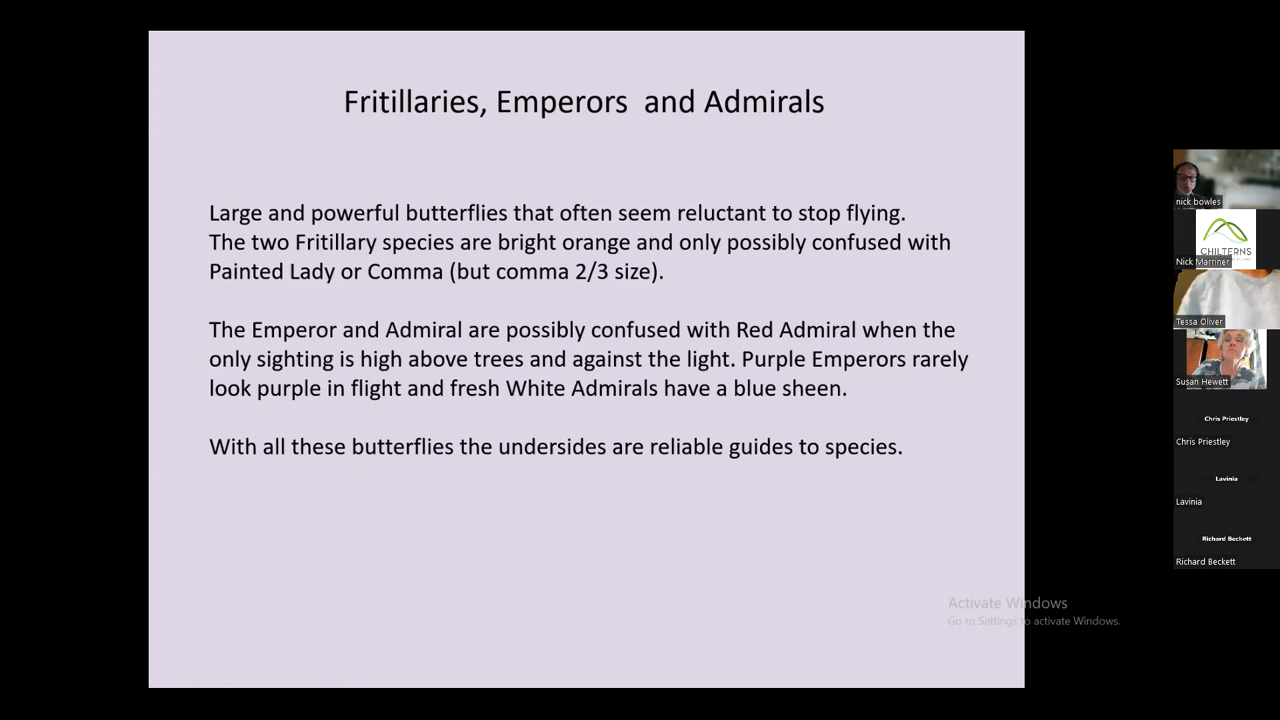 Fritillaries, Emperors and Admirals
Large and powerful butterflies that often seem reluctant to stop flying.
The two Fritillary species are bright orange and only possibly confused with
Painted Lady or Comma (but comma 2/3 size).
The Emperor and Admiral are possibly confused with Red Admiral when the
only sighting is high above trees and against the light. Purple Emperors rarely
look purple in flight and fresh White Admirals have a blue sheen.
With all these butterflies the undersides are reliable guides to species.
Activate Windows
Go to Settings to activate Windows.
nick bowles
CHILTERNS
Nick Marriner
Tessa Oliver
Susan Hewett
Chris Priestley
Chris Priestley
Lavinia
Lavinia
Richard Beckett
Richard Beckett